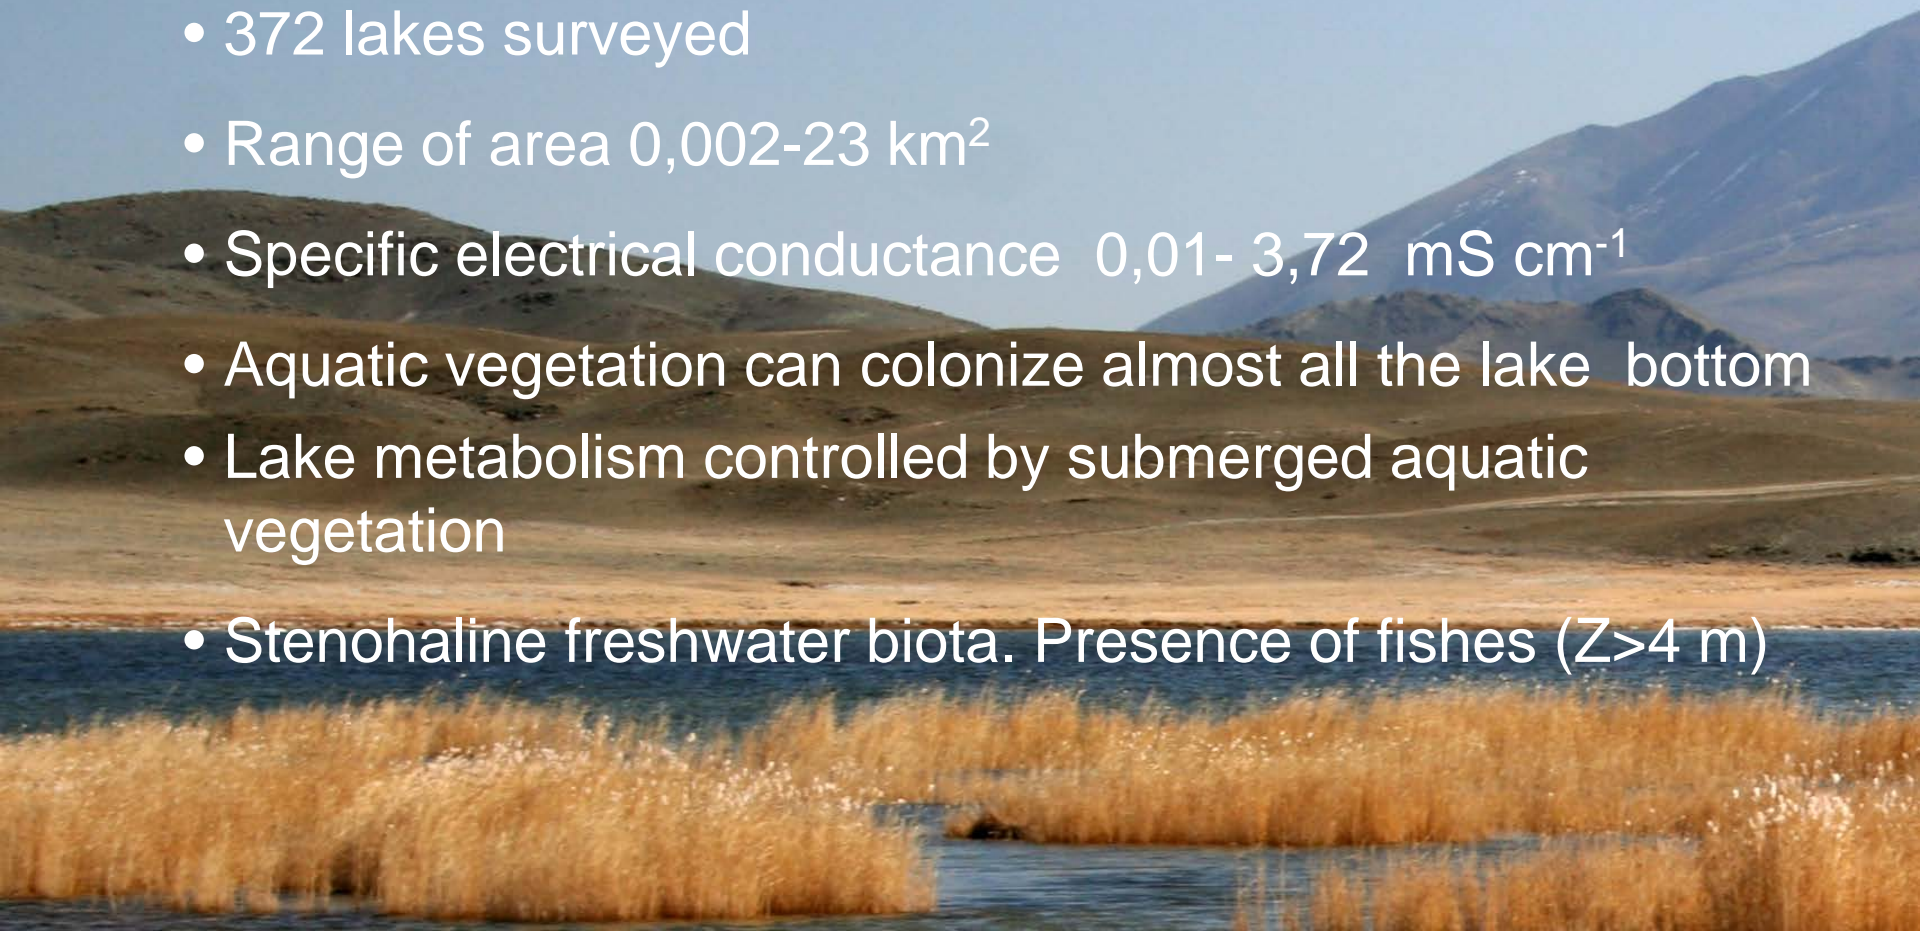 • 372 lakes surveyed
• Range of area 0,002-23 km²
• Specific electrical conductance  0,01- 3,72  mS cm⁻¹
• Aquatic vegetation can colonize almost all the lake  bottom
• Lake metabolism controlled by submerged aquatic
vegetation
• Stenohaline freshwater biota. Presence of fishes (Z>4 m)